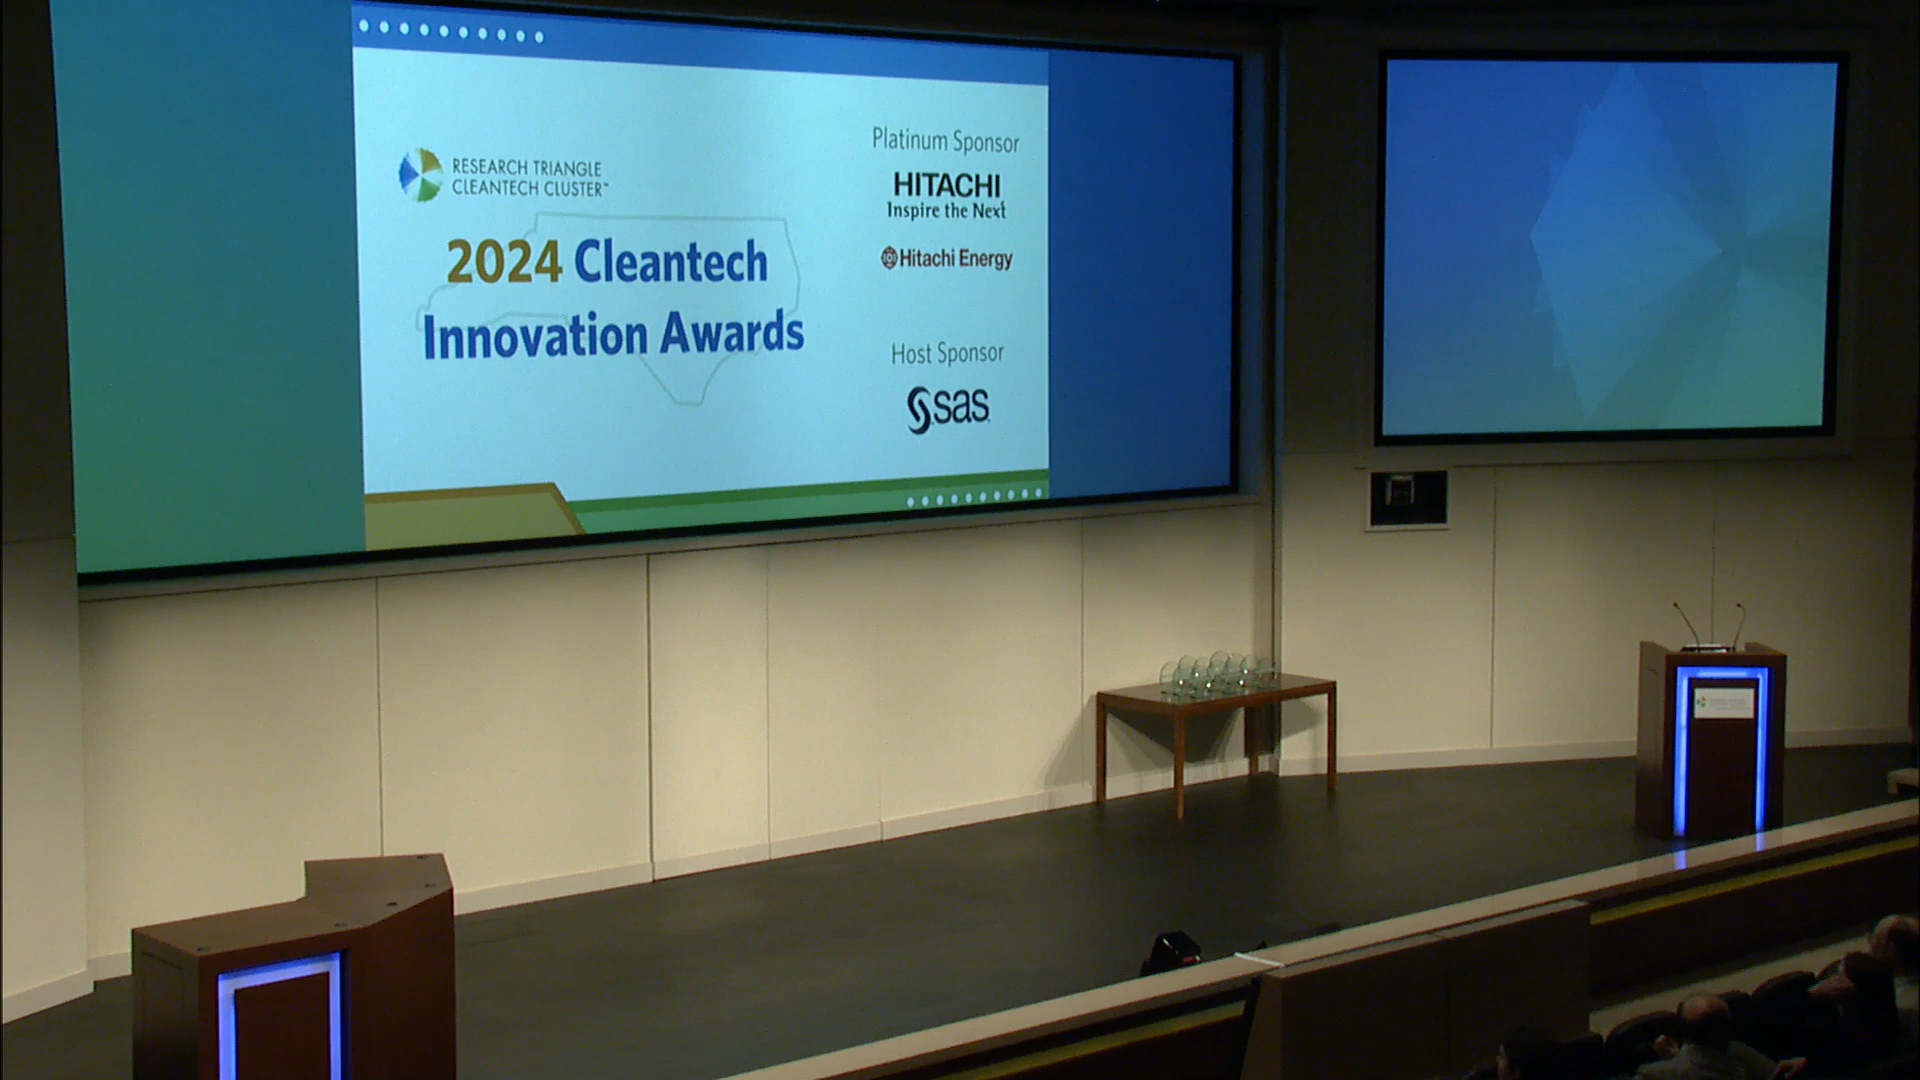 RESEARCH TRIANGLE
CLEANTECH CLUSTER™
2024 Cleantech
Innovation Awards
Platinum Sponsor
HITACHI
Inspire the Next
Hitachi Energy
Host Sponsor
sas